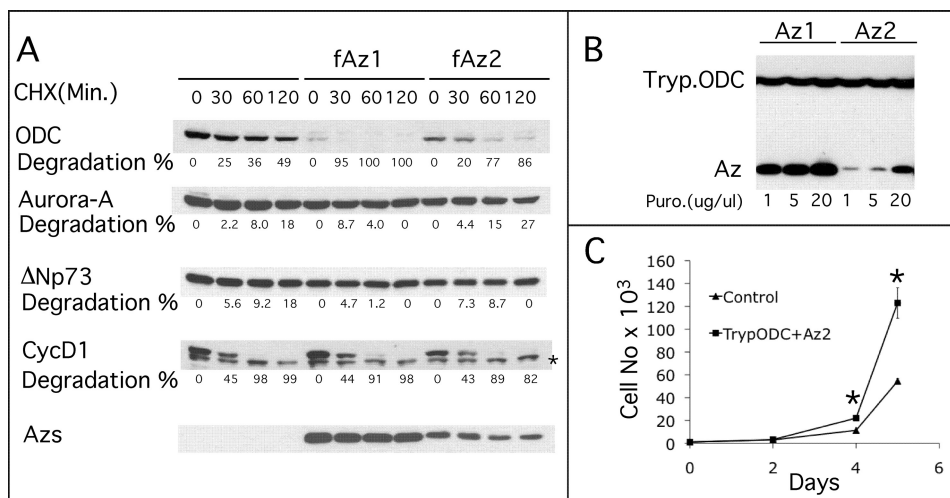 A
fAz1 fAz2
CHX(Min.) 0 30 60 120 0 30 60 120 0 30 60 120
ODC
Degradation % 0 25 36 49 0 95 100 100 0 20 77 86
Aurora-A
Degradation % 0 2.2 8.0 18 0 8.7 4.0 0 0 4.4 15 27
ΔNp73
Degradation % 0 5.6 9.2 18 0 4.7 1.2 0 0 7.3 8.7 0
CycD1 *
Degradation % 0 45 98 99 0 44 91 98 0 43 89 82
Azs
B
Az1 Az2
Tryp.ODC
Az
Puro.(ug/ul) 1 5 20 1 5 20
C
Cell No x 10³
160
140
120
100
80
60
40
20
0
Control
TrypODC+Az2
*
*
0 2 4 6
Days